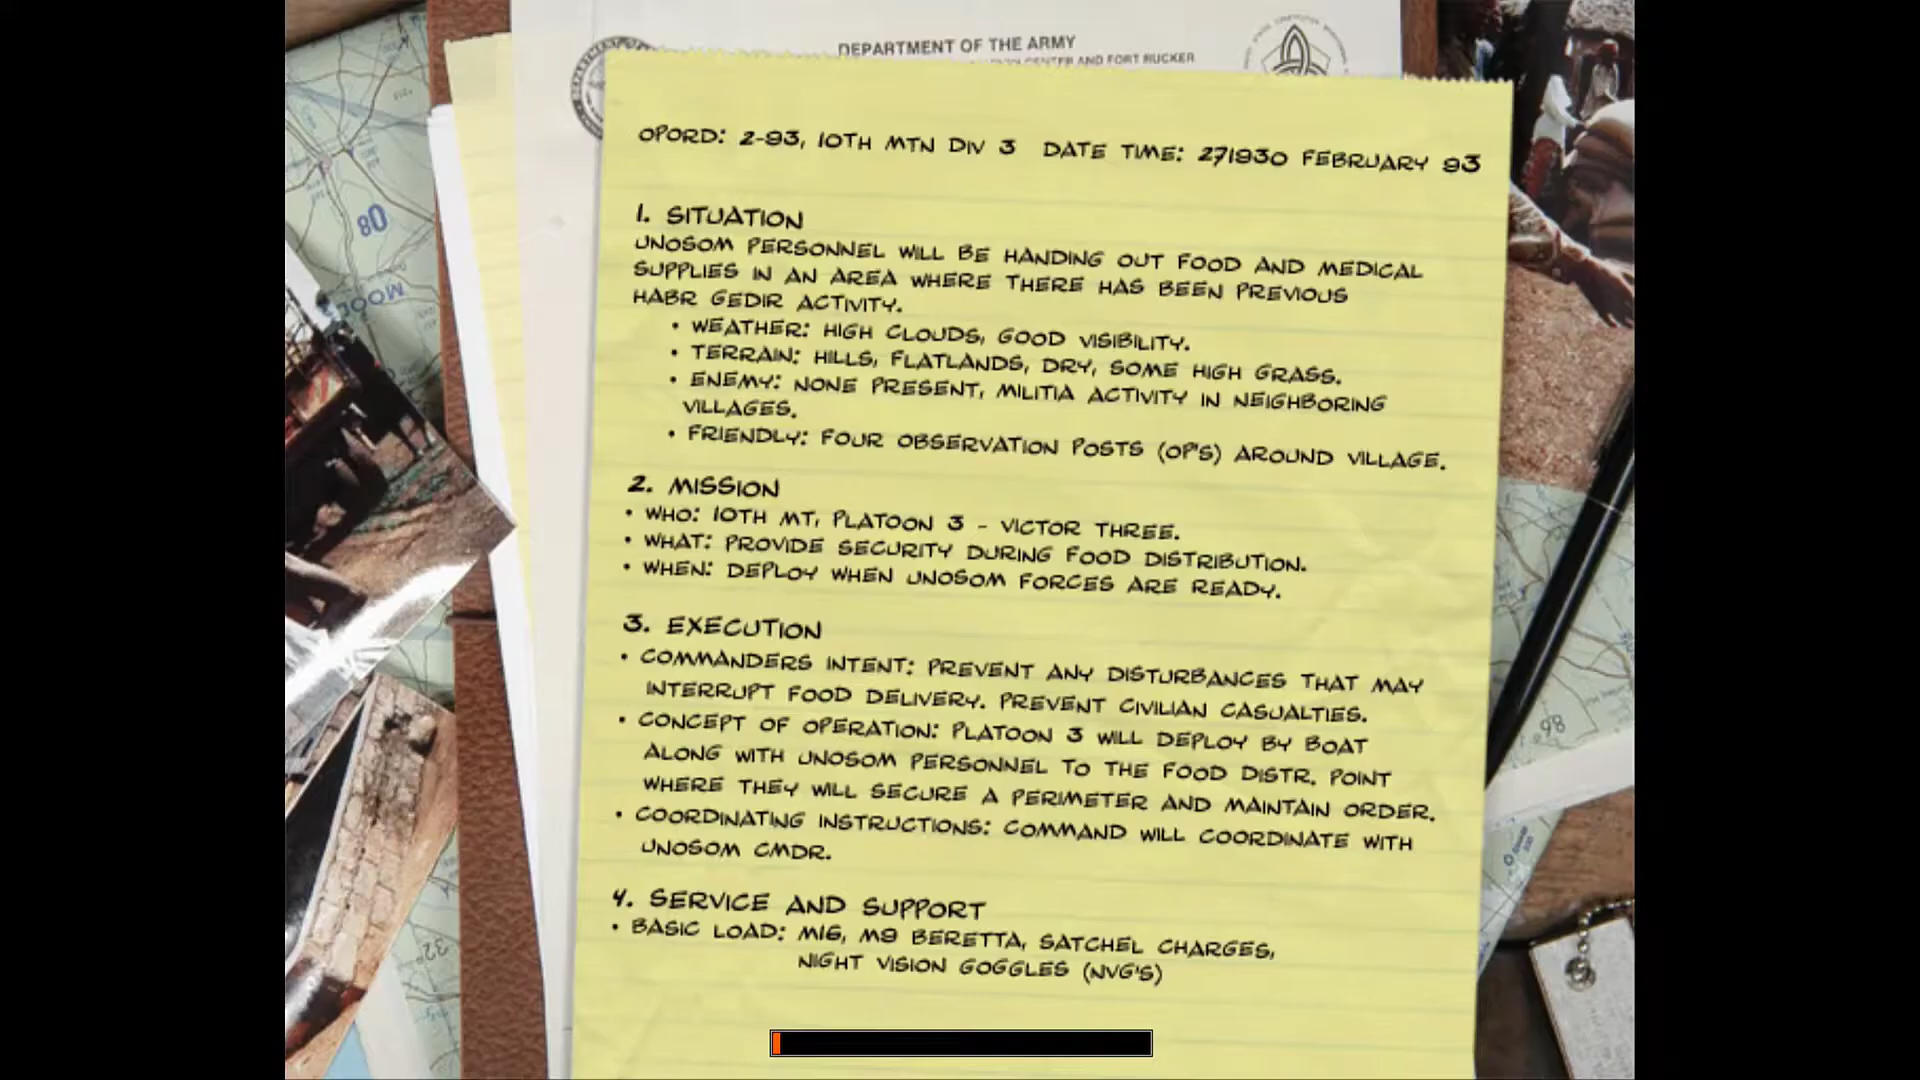 DEPARTMENT OF THE ARMY
CENTER AND FORT RUCKER
OPORD: 2-93, 10TH MTN DIV 3 DATE TIME: 271930 FEBRUARY 93
1. SITUATION
UNOSOM PERSONNEL WILL BE HANDING OUT FOOD AND MEDICAL
SUPPLIES IN AN AREA WHERE THERE HAS BEEN PREVIOUS
HABR GEDIR ACTIVITY.
• WEATHER: HIGH CLOUDS, GOOD VISIBILITY.
• TERRAIN: HILLS, FLATLANDS, DRY, SOME HIGH GRASS.
• ENEMY: NONE PRESENT, MILITIA ACTIVITY IN NEIGHBORING
VILLAGES.
• FRIENDLY: FOUR OBSERVATION POSTS (OP'S) AROUND VILLAGE.
2. MISSION
• WHO: 10TH MT, PLATOON 3 - VICTOR THREE.
• WHAT: PROVIDE SECURITY DURING FOOD DISTRIBUTION.
• WHEN: DEPLOY WHEN UNOSOM FORCES ARE READY.
3. EXECUTION
• COMMANDERS INTENT: PREVENT ANY DISTURBANCES THAT MAY
INTERRUPT FOOD DELIVERY. PREVENT CIVILIAN CASUALTIES.
• CONCEPT OF OPERATION: PLATOON 3 WILL DEPLOY BY BOAT
ALONG WITH UNOSOM PERSONNEL TO THE FOOD DISTR. POINT
WHERE THEY WILL SECURE A PERIMETER AND MAINTAIN ORDER.
• COORDINATING INSTRUCTIONS: COMMAND WILL COORDINATE WITH
UNOSOM CMDR.
4. SERVICE AND SUPPORT
• BASIC LOAD: M16, M9 BERETTA, SATCHEL CHARGES,
NIGHT VISION GOGGLES (NVG'S)
80
98°
32°